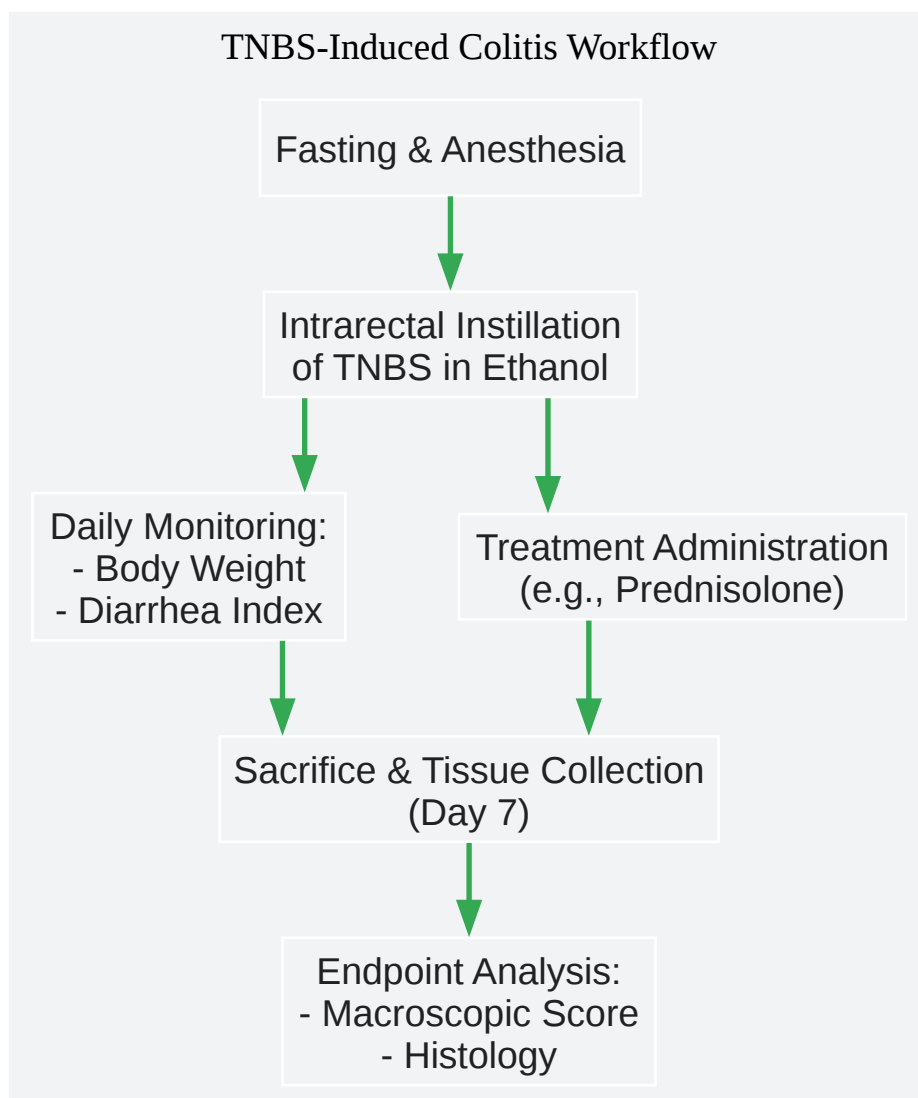 TNBS-Induced Colitis Workflow
Fasting & Anesthesia
Intrarectal Instillation
of TNBS in Ethanol
Daily Monitoring:
- Body Weight
- Diarrhea Index
Treatment Administration
(e.g., Prednisolone)
Sacrifice & Tissue Collection
(Day 7)
Endpoint Analysis:
- Macroscopic Score
- Histology